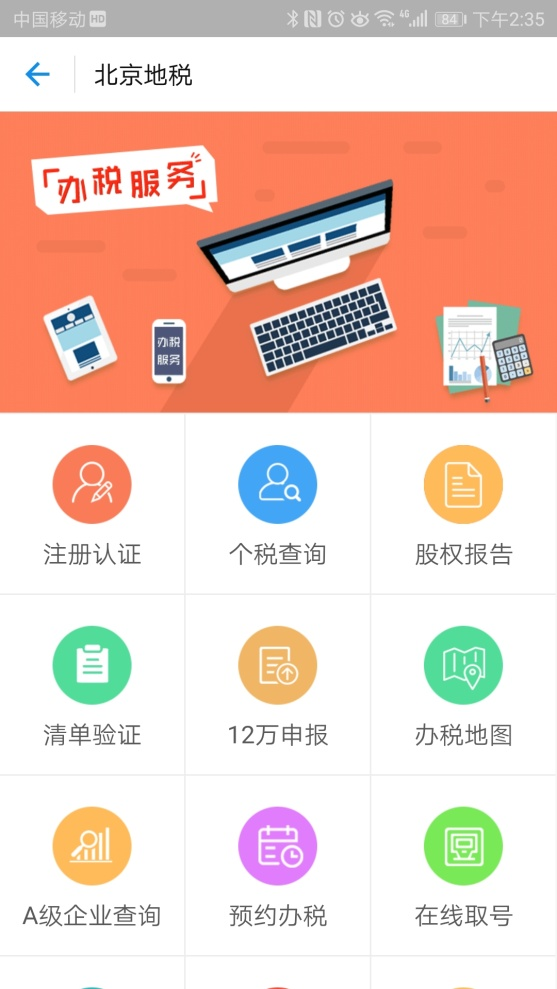 中国移动HD
4G 84 下午2:35
北京地税
「办税服务」
办税
服务
注册认证
个税查询
股权报告
清单验证
12万申报
办税地图
A级企业查询
预约办税
在线取号